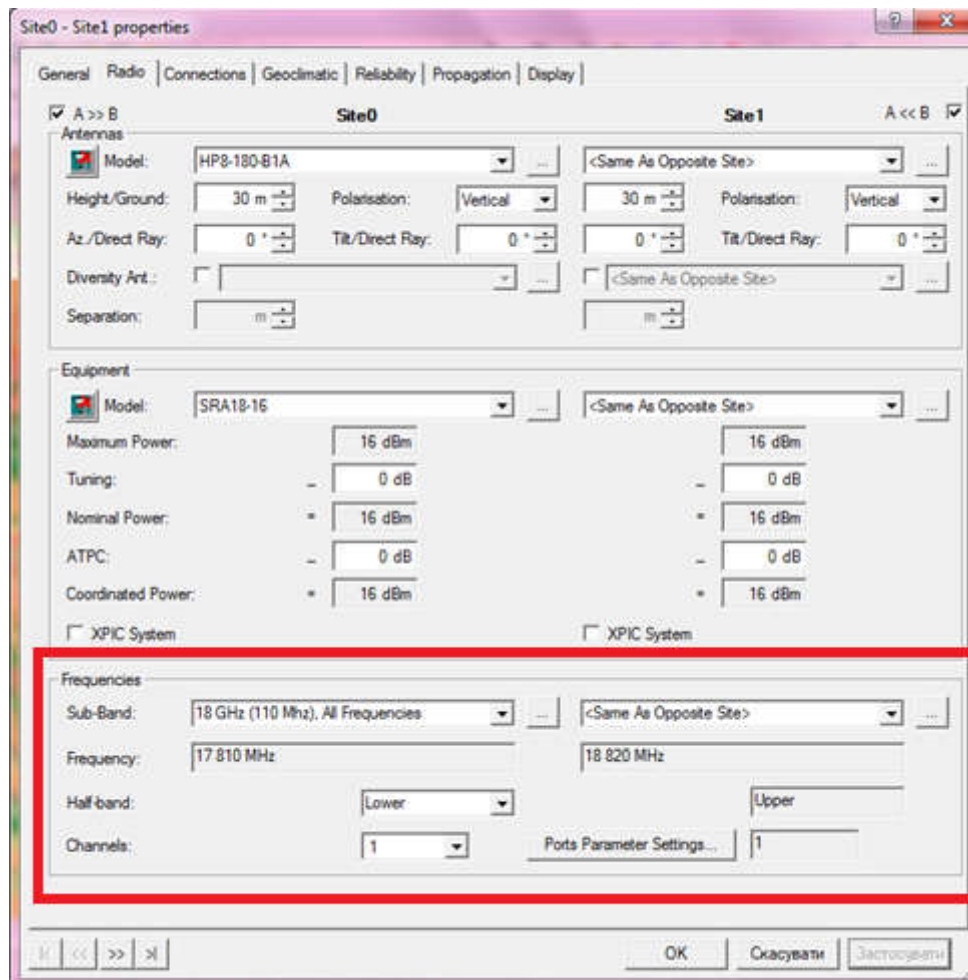 Site0 - Site1 properties
General Radio Connections Geoclimatic Reliability Propagation Display
A >> B Site0 Site1 A << B
Antennas
Model: HP8-180-B1A ... <Same As Opposite Site> ...
Height/Ground: 30 m Polarisation: Vertical 30 m Polarisation: Vertical
Az./Direct Ray: 0 ° Tilt/Direct Ray: 0 ° 0 ° Tilt/Direct Ray: 0 °
Diversity Ant.: ... <Same As Opposite Site> ...
Separation: m m
Equipment
Model: SRA18-16 ... <Same As Opposite Site> ...
Maximum Power: 16 dBm 16 dBm
Tuning: - 0 dB - 0 dB
Nominal Power: = 16 dBm = 16 dBm
ATPC: - 0 dB - 0 dB
Coordinated Power: = 16 dBm = 16 dBm
XPIC System XPIC System
Frequencies
Sub-Band: 18 GHz (110 Mhz), All Frequencies ... <Same As Opposite Site> ...
Frequency: 17 810 MHz 18 820 MHz
Half-band: Lower Upper
Channels: 1 Ports Parameter Settings... 1
<< >> OK Скасувати Застосувати